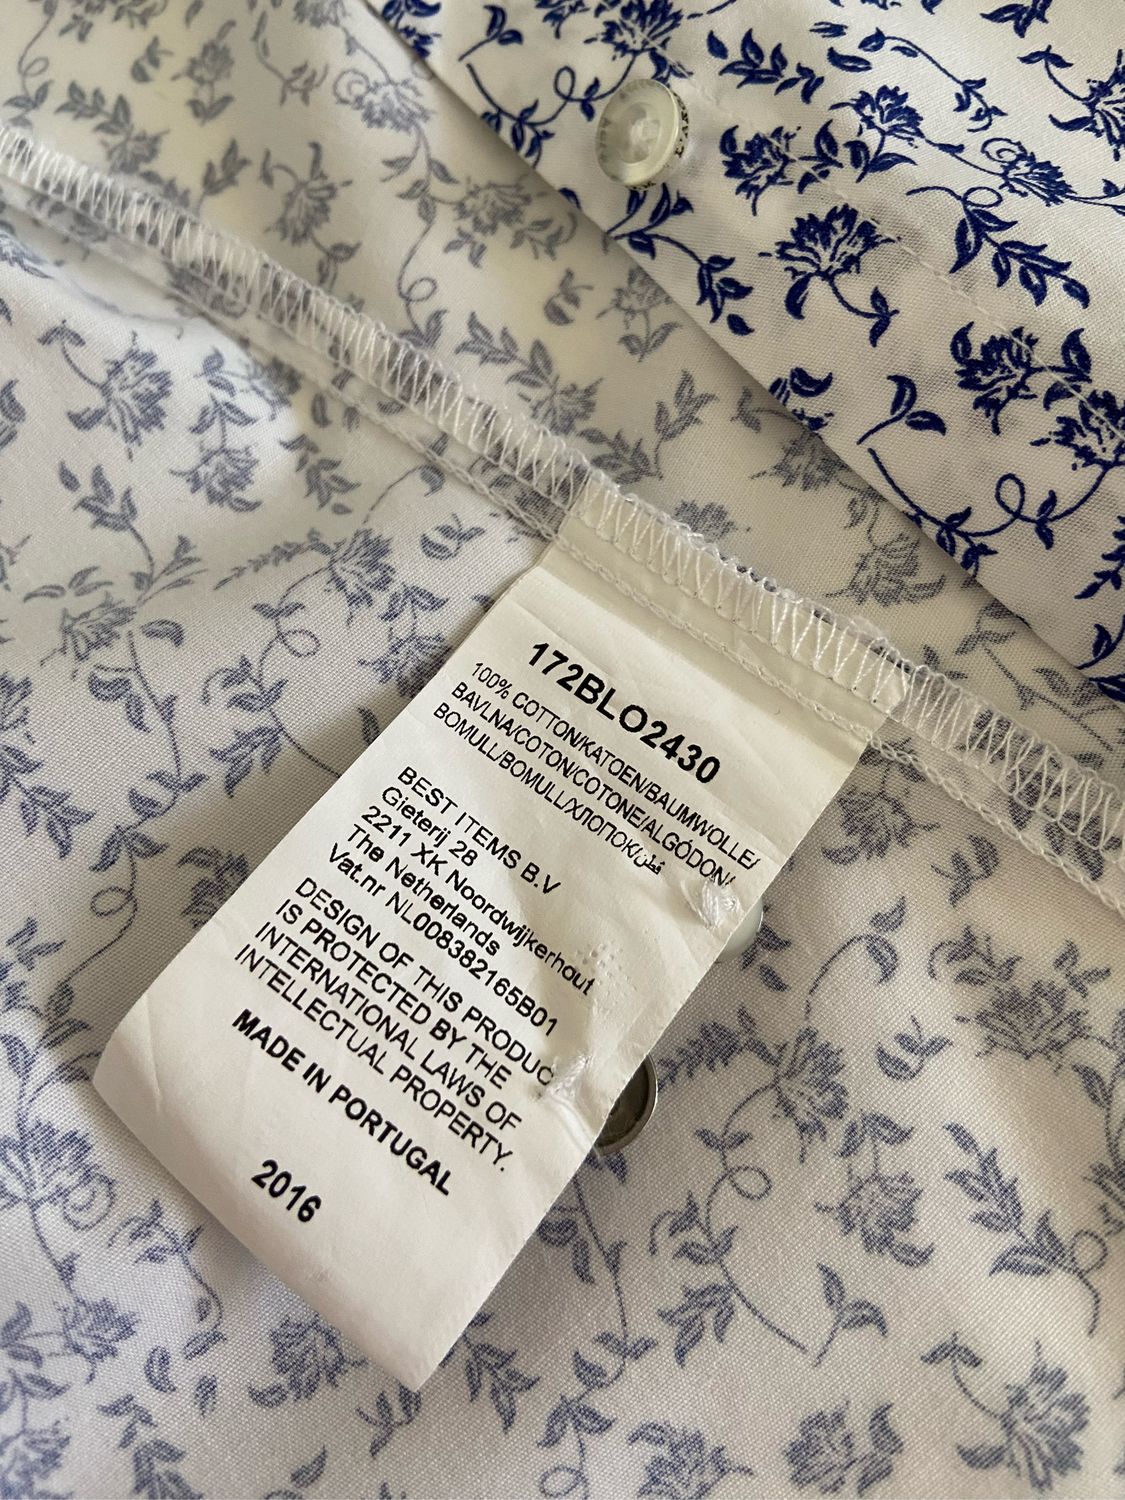 172BLO2430
100% COTTON/KATOEN/BAUMWOLLE/
BAVLNA/COTON/COTONE/ALGÓDON/
BOMULL/BOMULL/ХЛОПОК/قطن
BEST ITEMS B.V
Gieterij 28
2211 XK Noordwijkerhout
The Netherlands
Vat.nr NL008382165B01
DESIGN OF THIS PRODUC
IS PROTECTED BY THE
INTERNATIONAL LAWS OF
INTELLECTUAL PROPERTY.
MADE IN PORTUGAL
2016